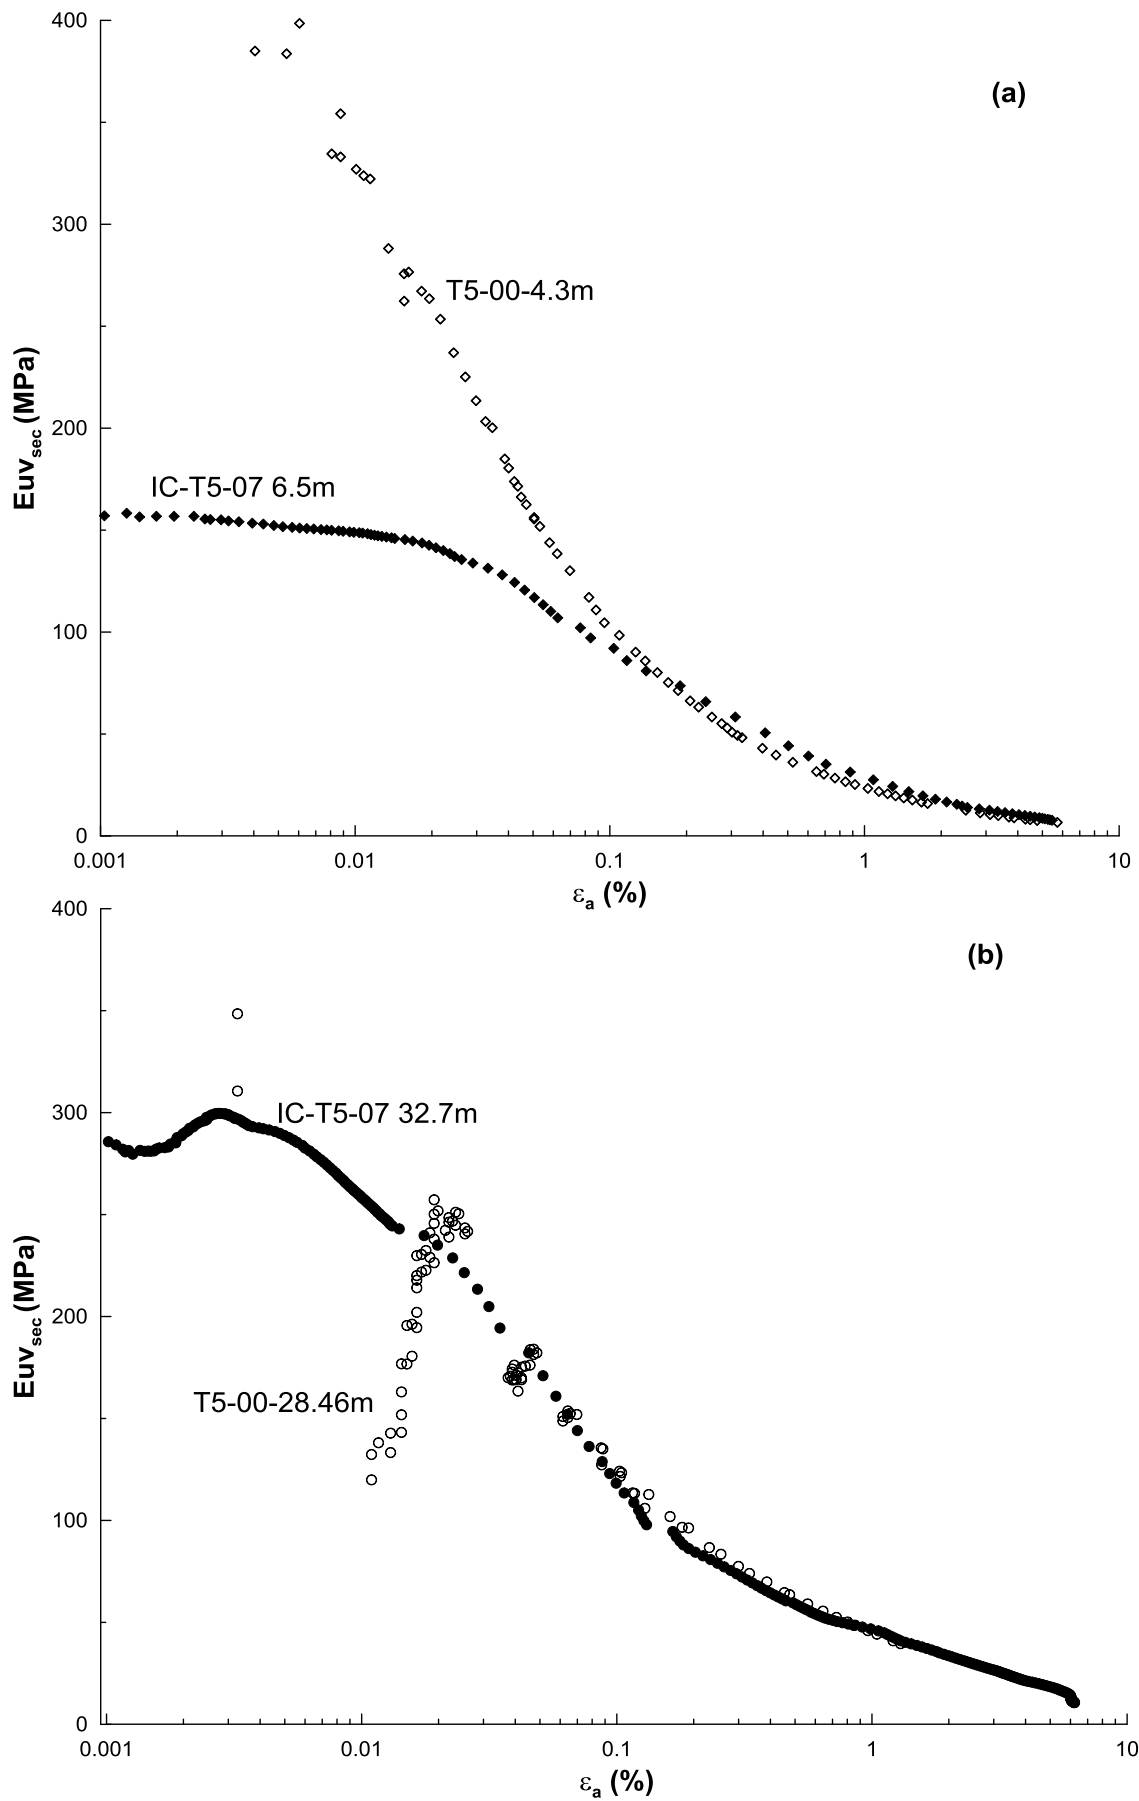 400
(a)
300
T5-00-4.3m
Euv_sec (MPa)
200
IC-T5-07 6.5m
100
0
0.001 0.01 0.1 1 10
ε_a (%)
400
(b)
300
IC-T5-07 32.7m
Euv_sec (MPa)
200
T5-00-28.46m
100
0
0.001 0.01 0.1 1 10
ε_a (%)